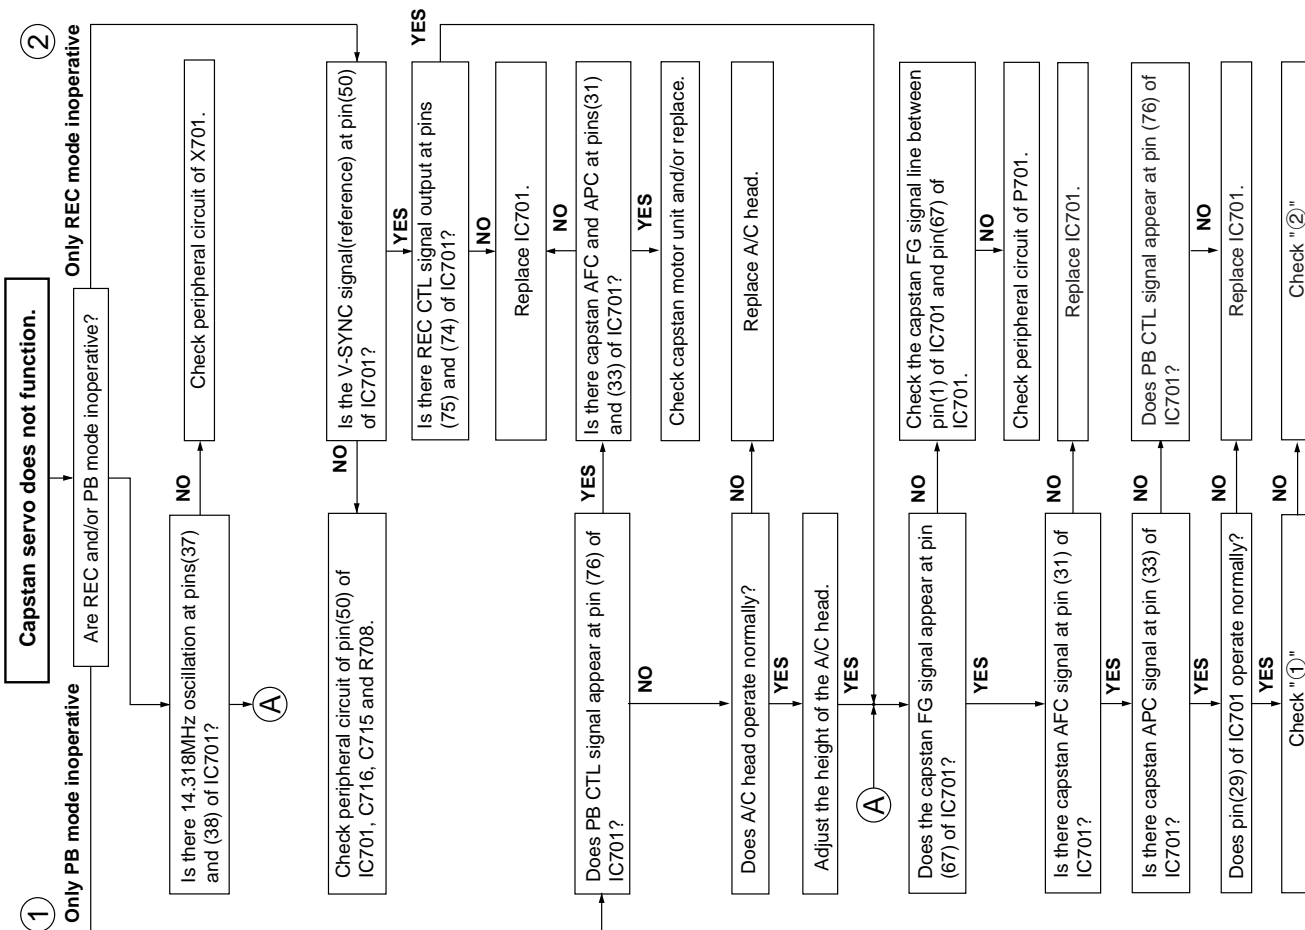 Capstan servo does not function.
①
Only PB mode inoperative
Are REC and/or PB mode inoperative?
Only REC mode inoperative
②
Is there 14.318MHz oscillation at pins(37)
and (38) of IC701?
NO
Check peripheral circuit of X701.
Ⓐ
Check peripheral circuit of pin(50) of
IC701, C716, C715 and R708.
NO
Is the V-SYNC signal(reference) at pin(50)
of IC701?
YES
Is there REC CTL signal output at pins
(75) and (74) of IC701?
YES
NO
Replace IC701.
NO
Does PB CTL signal appear at pin (76) of
IC701?
YES
Is there capstan AFC and APC at pins(31)
and (33) of IC701?
NO
YES
Check capstan motor unit and/or replace.
Does A/C head operate normally?
NO
Replace A/C head.
YES
Adjust the height of the A/C head.
YES
Ⓐ
Does the capstan FG signal appear at pin
(67) of IC701?
NO
Check the capstan FG signal line between
pin(1) of IC701 and pin(67) of
IC701.
YES
NO
Check peripheral circuit of P701.
Is there capstan AFC signal at pin (31) of
IC701?
NO
Replace IC701.
YES
Is there capstan APC signal at pin (33) of
IC701?
NO
Does PB CTL signal appear at pin (76) of
IC701?
YES
NO
Does pin(29) of IC701 operate normally?
NO
Replace IC701.
YES
Check "①"
NO
Check "②"